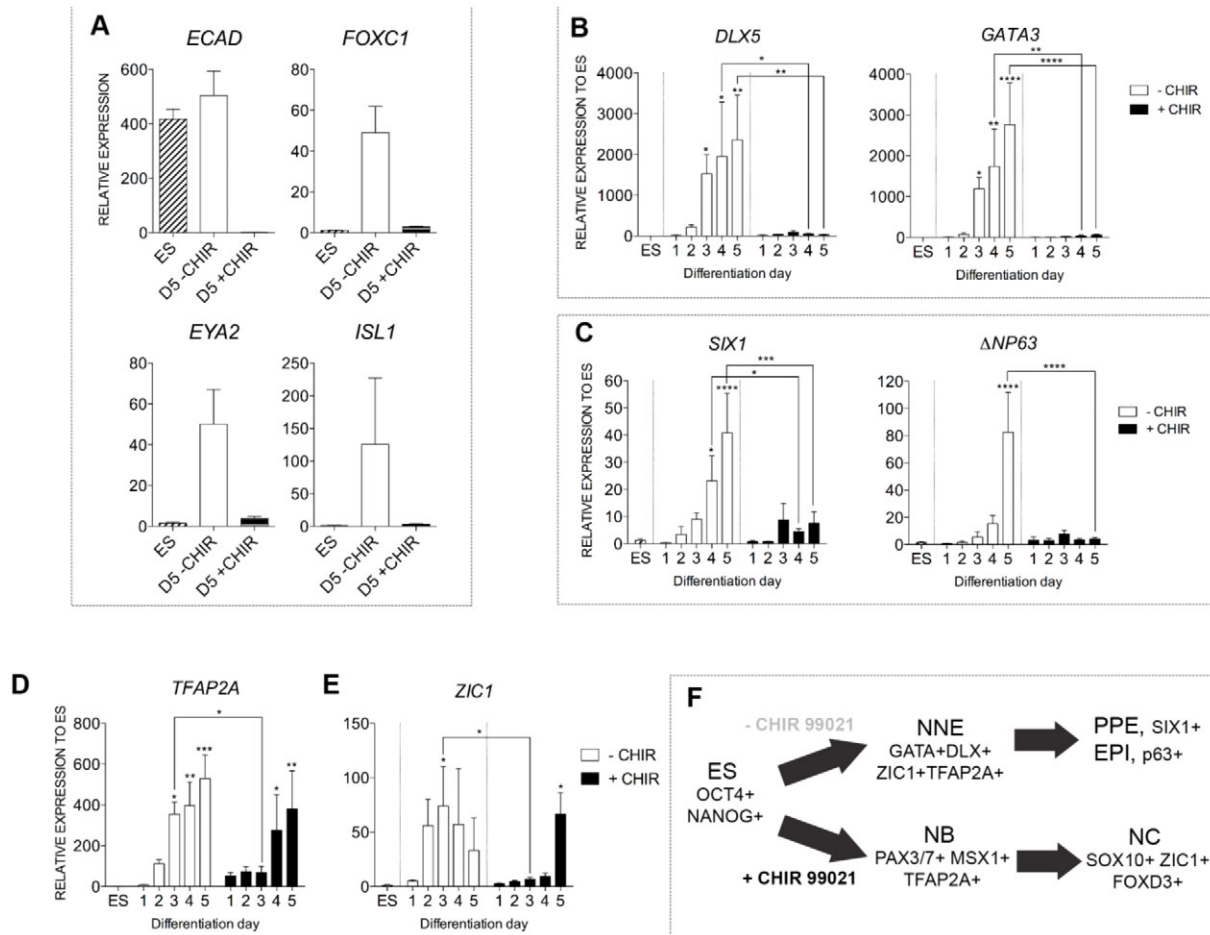 A
ECAD
FOXC1
RELATIVE EXPRESSION
600
400
200
0
ES
D5 -CHIR
D5 +CHIR
80
60
40
20
0
ES
D5 -CHIR
D5 +CHIR
EYA2
ISL1
80
60
40
20
0
ES
D5 -CHIR
D5 +CHIR
250
200
150
100
50
0
ES
D5 -CHIR
D5 +CHIR
B
DLX5
GATA3
RELATIVE EXPRESSION TO ES
4000
3000
2000
1000
0
* ** * * **
ES 1 2 3 4 5 1 2 3 4 5
Differentiation day
4000
3000
2000
1000
0
** **** * ** ****
ES 1 2 3 4 5 1 2 3 4 5
Differentiation day
- CHIR
+ CHIR
C
SIX1
ΔNP63
RELATIVE EXPRESSION TO ES
60
50
40
30
20
10
0
*** * **** *
ES 1 2 3 4 5 1 2 3 4 5
Differentiation day
120
100
80
60
40
20
0
**** ****
ES 1 2 3 4 5 1 2 3 4 5
Differentiation day
- CHIR
+ CHIR
D
TFAP2A
RELATIVE EXPRESSION TO ES
800
600
400
200
0
* * ** *** * **
ES 1 2 3 4 5 1 2 3 4 5
Differentiation day
E
ZIC1
150
100
50
0
* * *
ES 1 2 3 4 5 1 2 3 4 5
Differentiation day
- CHIR
+ CHIR
F
- CHIR 99021
ES
OCT4+
NANOG+
+ CHIR 99021
NNE
GATA+DLX+
ZIC1+TFAP2A+
PPE, SIX1+
EPI, p63+
NB
PAX3/7+ MSX1+
TFAP2A+
NC
SOX10+ ZIC1+
FOXD3+